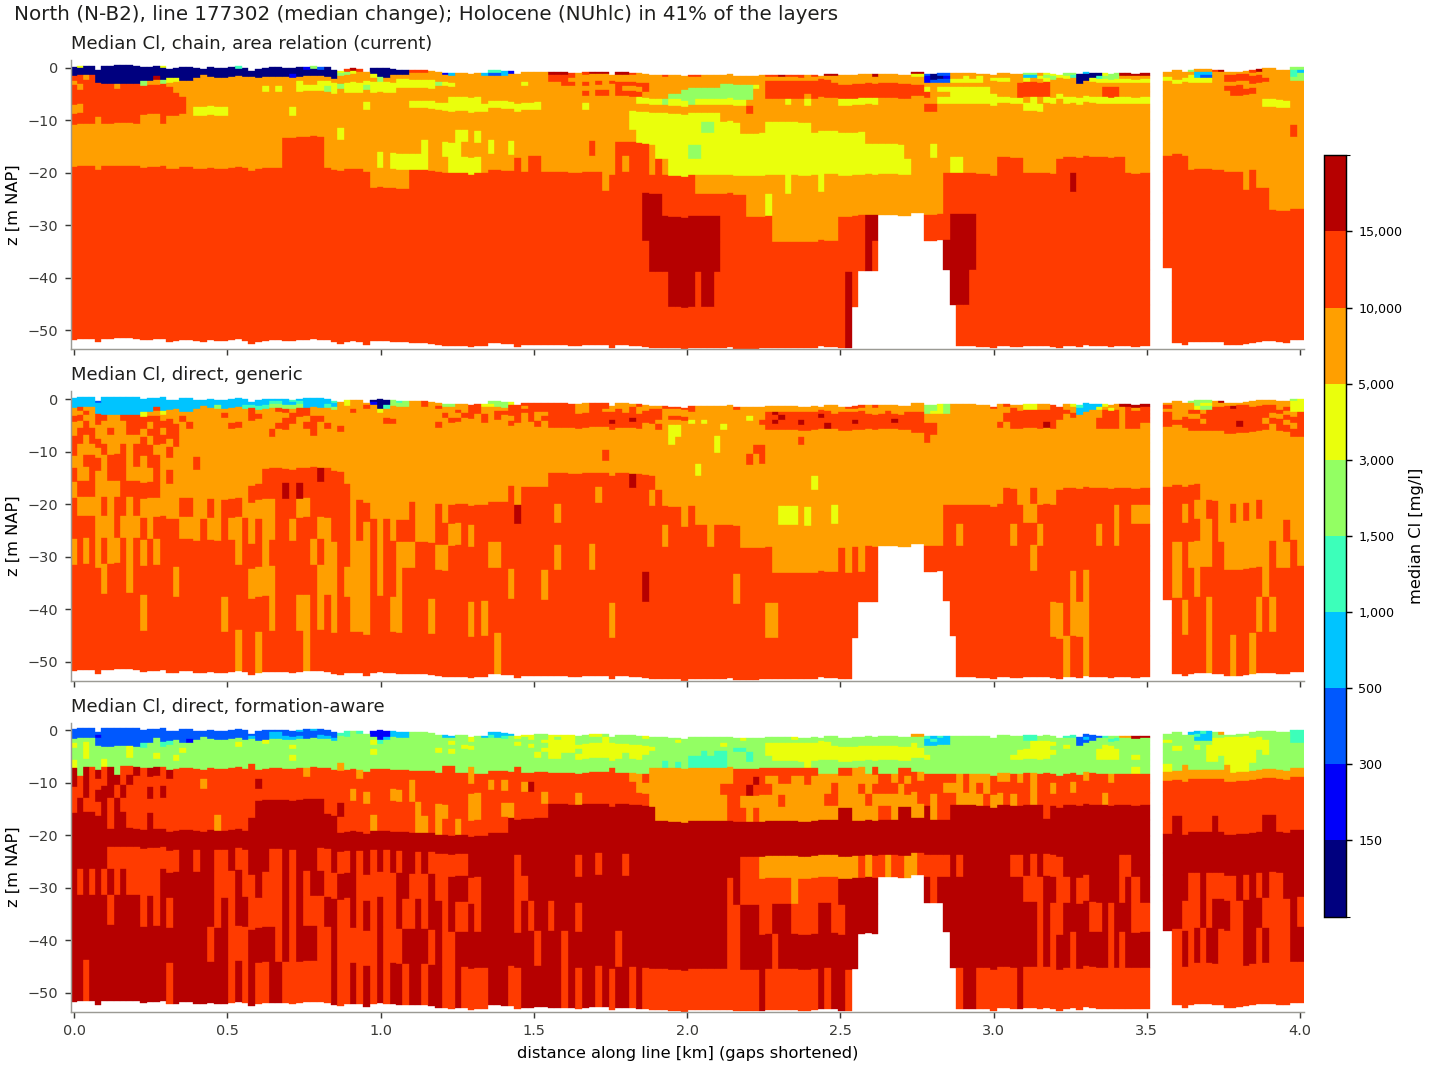 North (N-B2), line 177302 (median change); Holocene (NUhlc) in 41% of the layers
Median Cl, chain, area relation (current)
0
−10
−20
−30
−40
−50
z [m NAP]
Median Cl, direct, generic
0
−10
−20
−30
−40
−50
z [m NAP]
Median Cl, direct, formation-aware
0
−10
−20
−30
−40
−50
z [m NAP]
0.0 0.5 1.0 1.5 2.0 2.5 3.0 3.5 4.0
distance along line [km] (gaps shortened)
15,000
10,000
5,000
3,000
1,500
1,000
500
300
150
median Cl [mg/l]